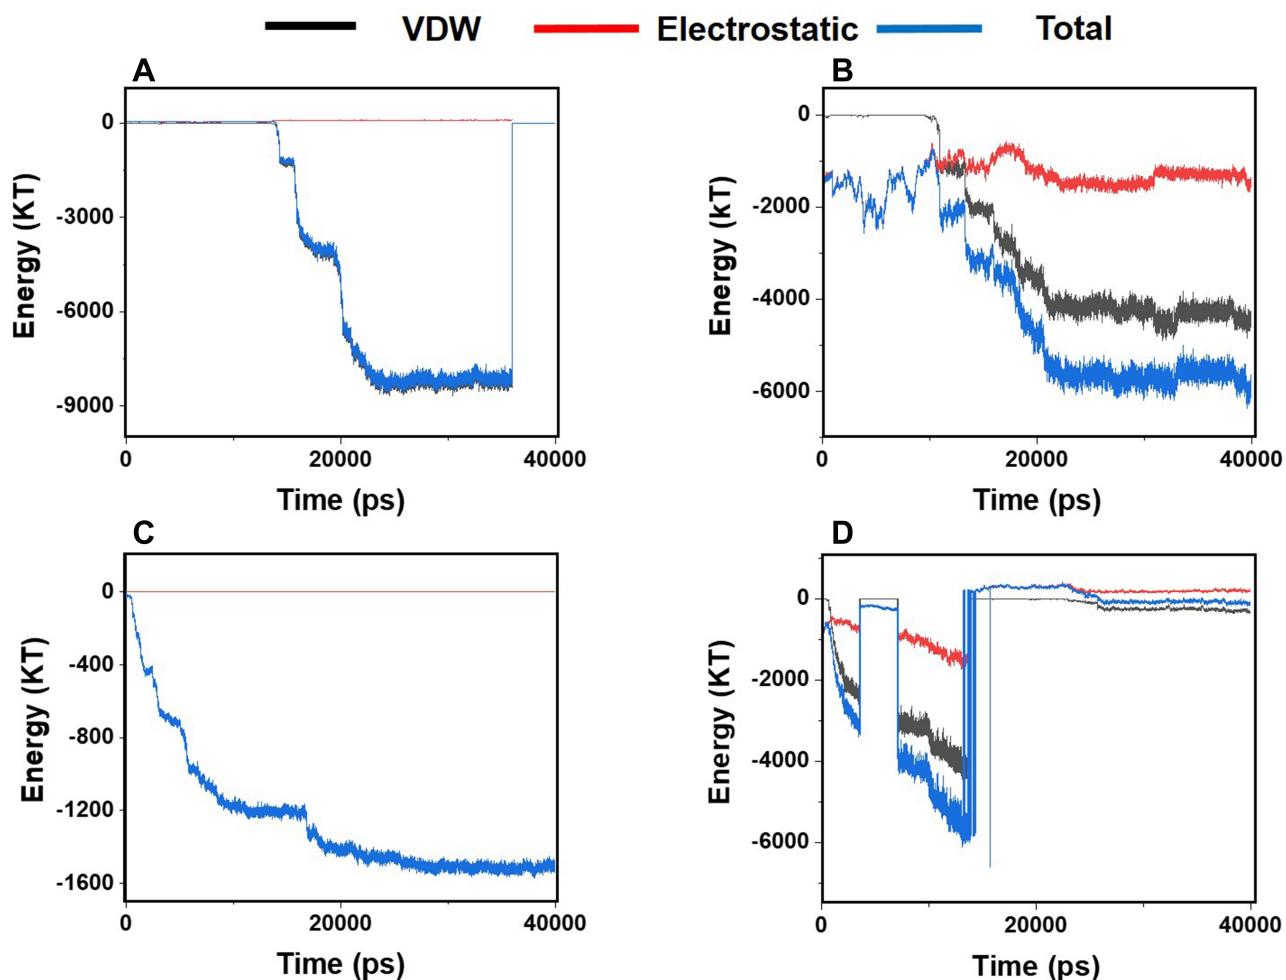 VDW Electrostatic Total
A
0
-3000
-6000
-9000
Energy (KT)
0 20000 40000
Time (ps)
B
0
-2000
-4000
-6000
Energy (kT)
0 20000 40000
Time (ps)
C
0
-400
-800
-1200
-1600
Energy (KT)
0 20000 40000
Time (ps)
D
0
-2000
-4000
-6000
Energy (KT)
0 20000 40000
Time (ps)